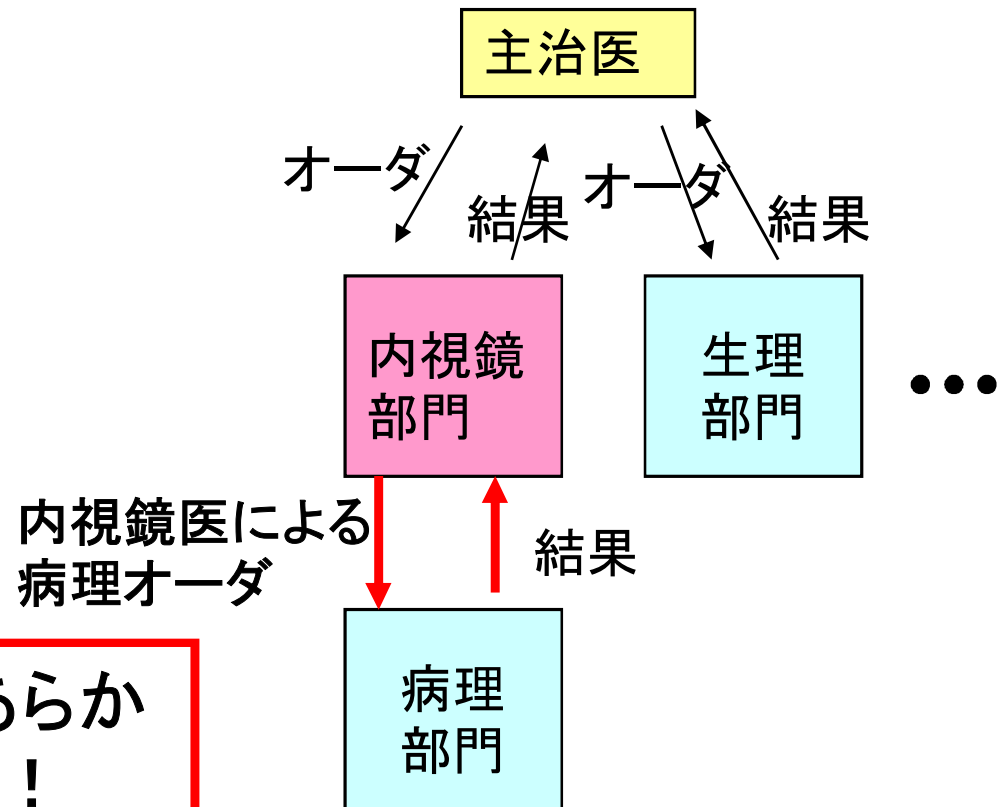 主治医
オーダ
結果
オーダ
結果
内視鏡
部門
生理
部門
•••
内視鏡医による
病理オーダ
結果
らか
！
病理
部門